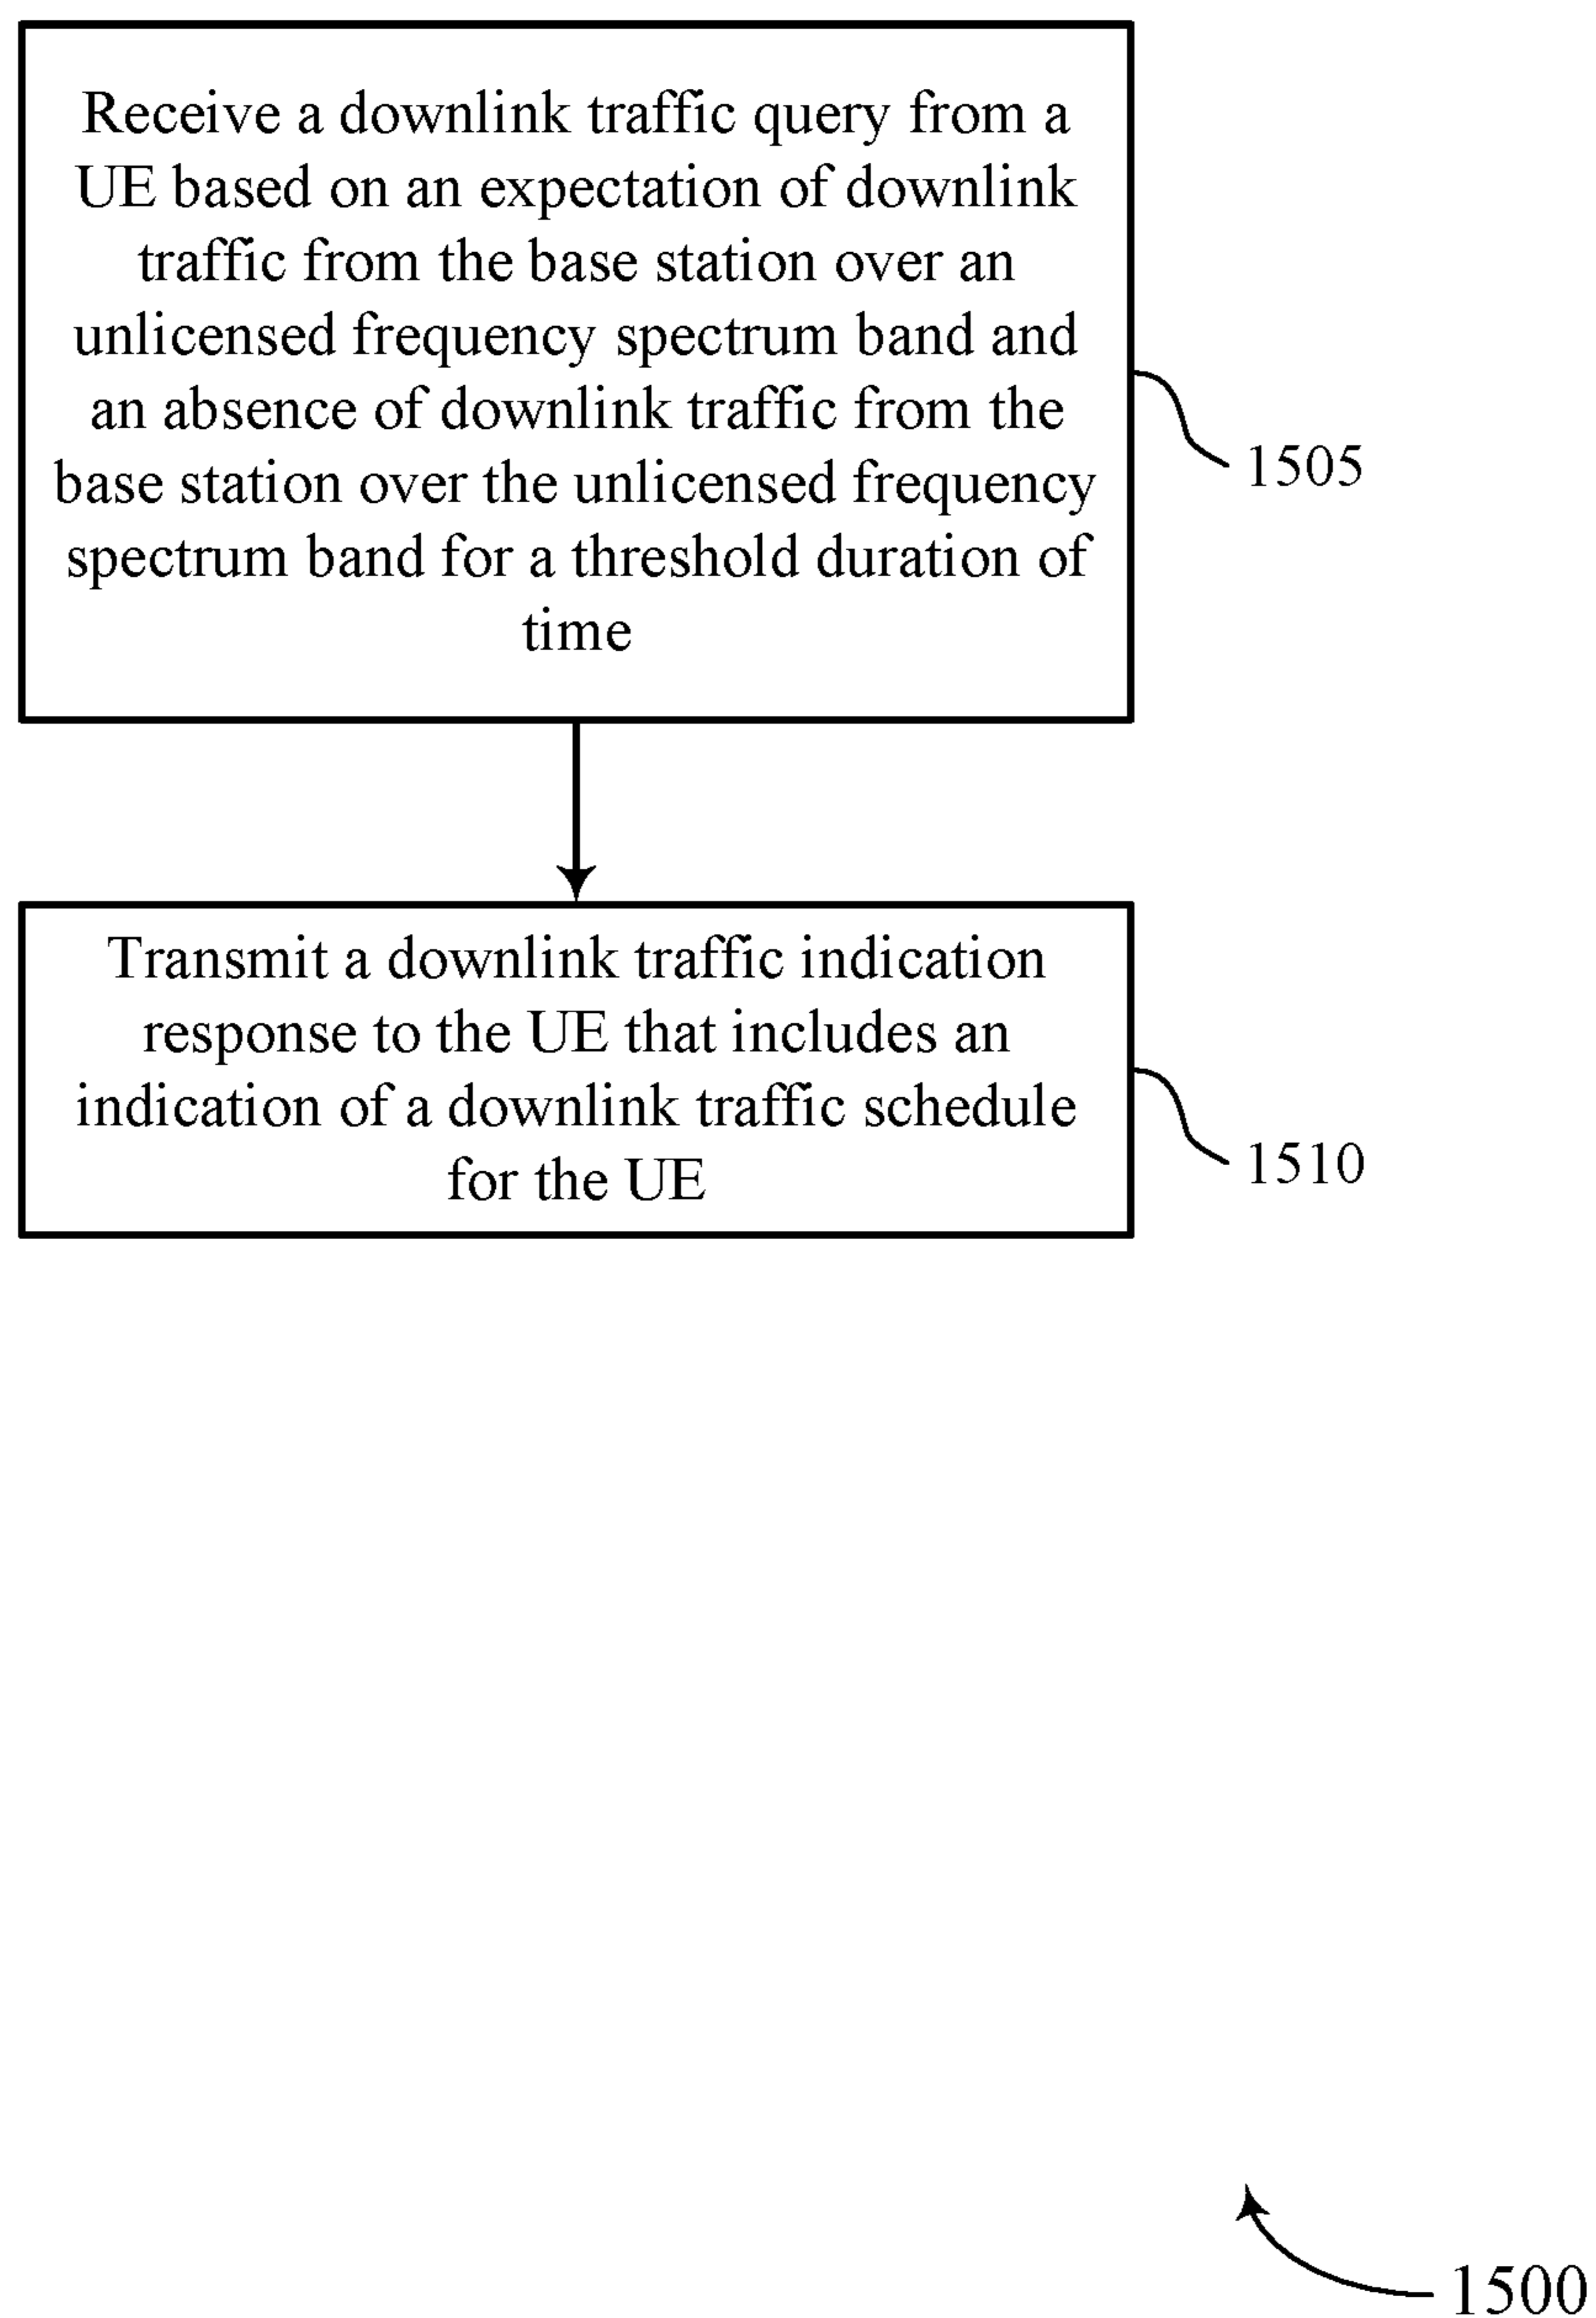 Receive a downlink traffic query from a
UE based on an expectation of downlink
traffic from the base station over an
unlicensed frequency spectrum band and
an absence of downlink traffic from the
base station over the unlicensed frequency
spectrum band for a threshold duration of
time
1505
Transmit a downlink traffic indication
response to the UE that includes an
indication of a downlink traffic schedule
for the UE
1510
1500